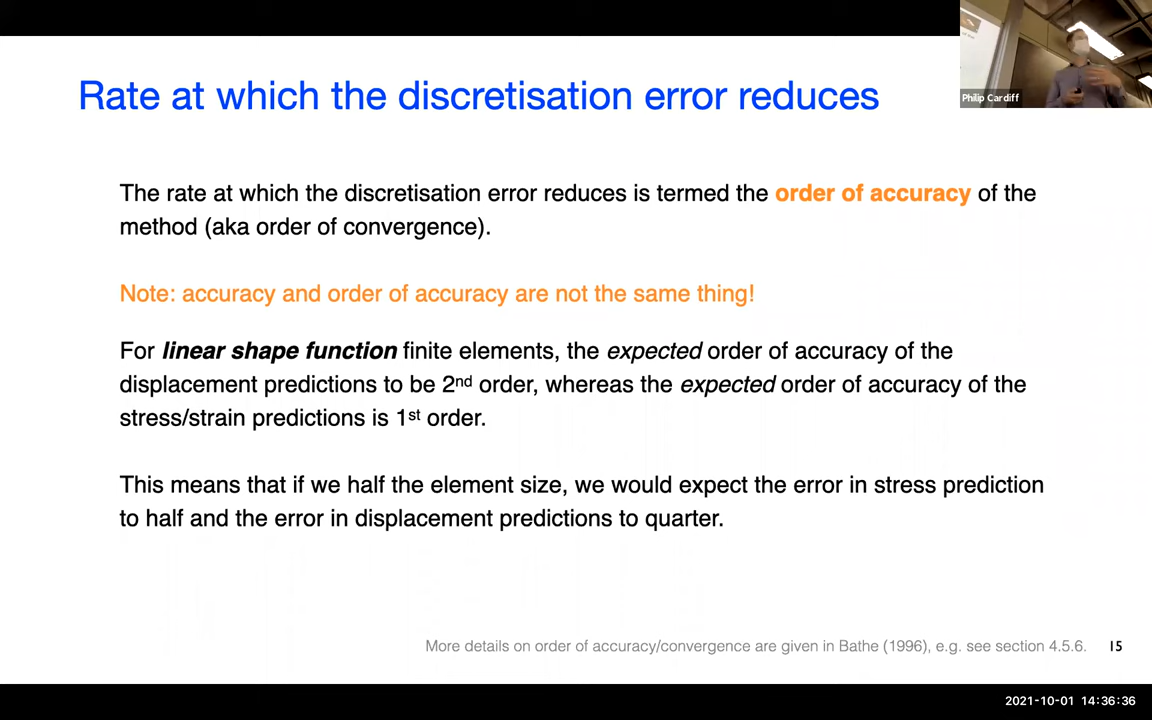 Rate at which the discretisation error reduces
Philip Cardiff
The rate at which the discretisation error reduces is termed the order of accuracy of the
method (aka order of convergence).
Note: accuracy and order of accuracy are not the same thing!
For linear shape function finite elements, the expected order of accuracy of the
displacement predictions to be 2nd order, whereas the expected order of accuracy of the
stress/strain predictions is 1st order.
This means that if we half the element size, we would expect the error in stress prediction
to half and the error in displacement predictions to quarter.
More details on order of accuracy/convergence are given in Bathe (1996), e.g. see section 4.5.6. 15
2021-10-01 14:36:36